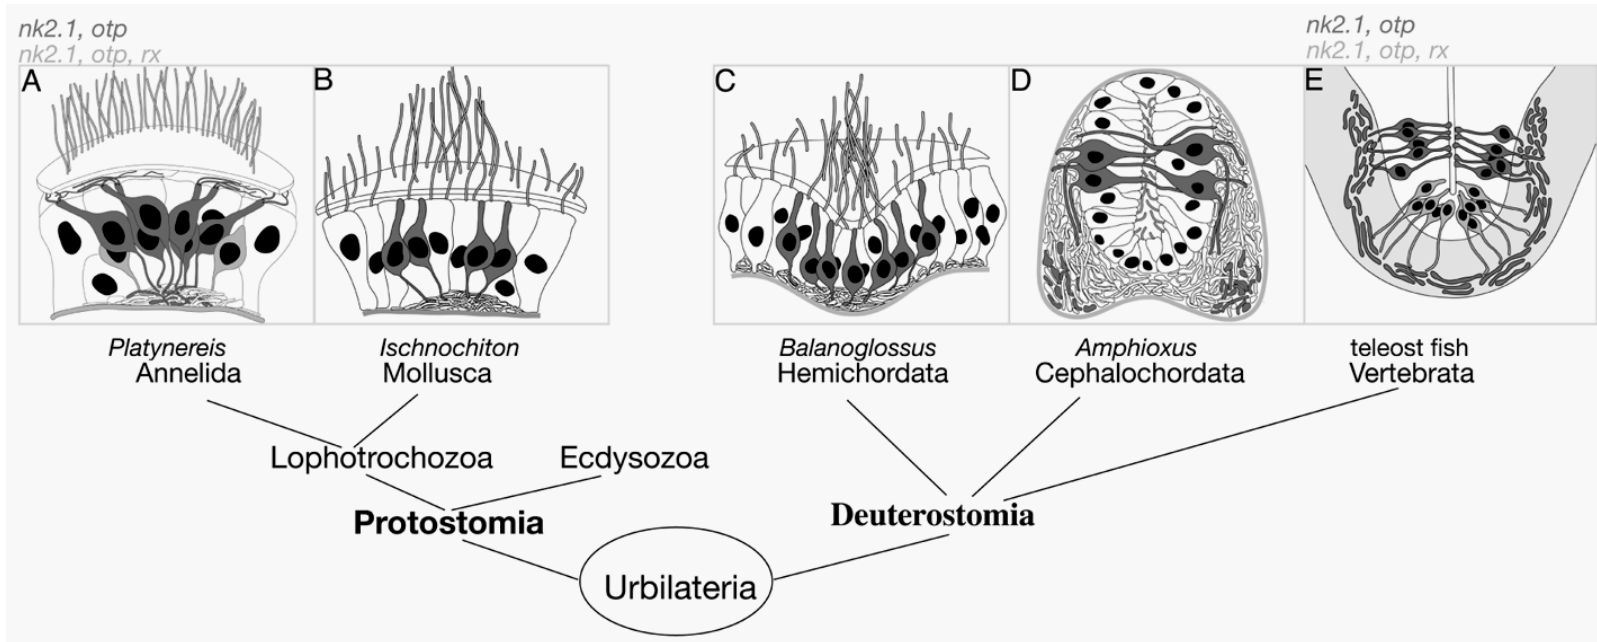 nk2.1, otp
nk2.1, otp, rx
nk2.1, otp
nk2.1, otp, rx
A
B
C
D
E
Platynereis
Annelida
Ischnochiton
Mollusca
Balanoglossus
Hemichordata
Amphioxus
Cephalochordata
teleost fish
Vertebrata
Lophotrochozoa
Ecdysozoa
Protostomia
Deuterostomia
Urbilateria